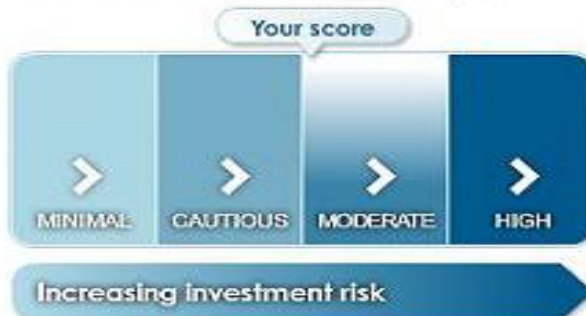 Your score
MINIMAL CAUTIOUS MODERATE HIGH
Increasing investment risk